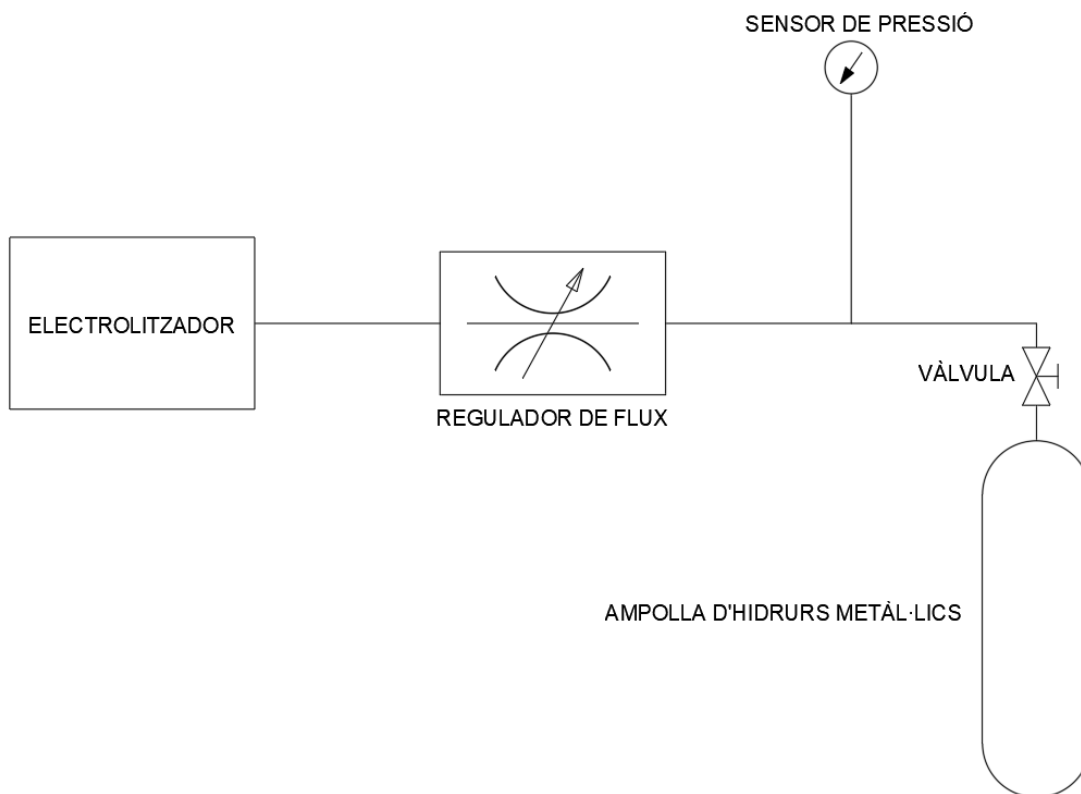 SENSOR DE PRESSIÓ
ELECTROLITZADOR
REGULADOR DE FLUX
VÀLVULA
AMPOLLA D'HIDRURS METÀL·LICS